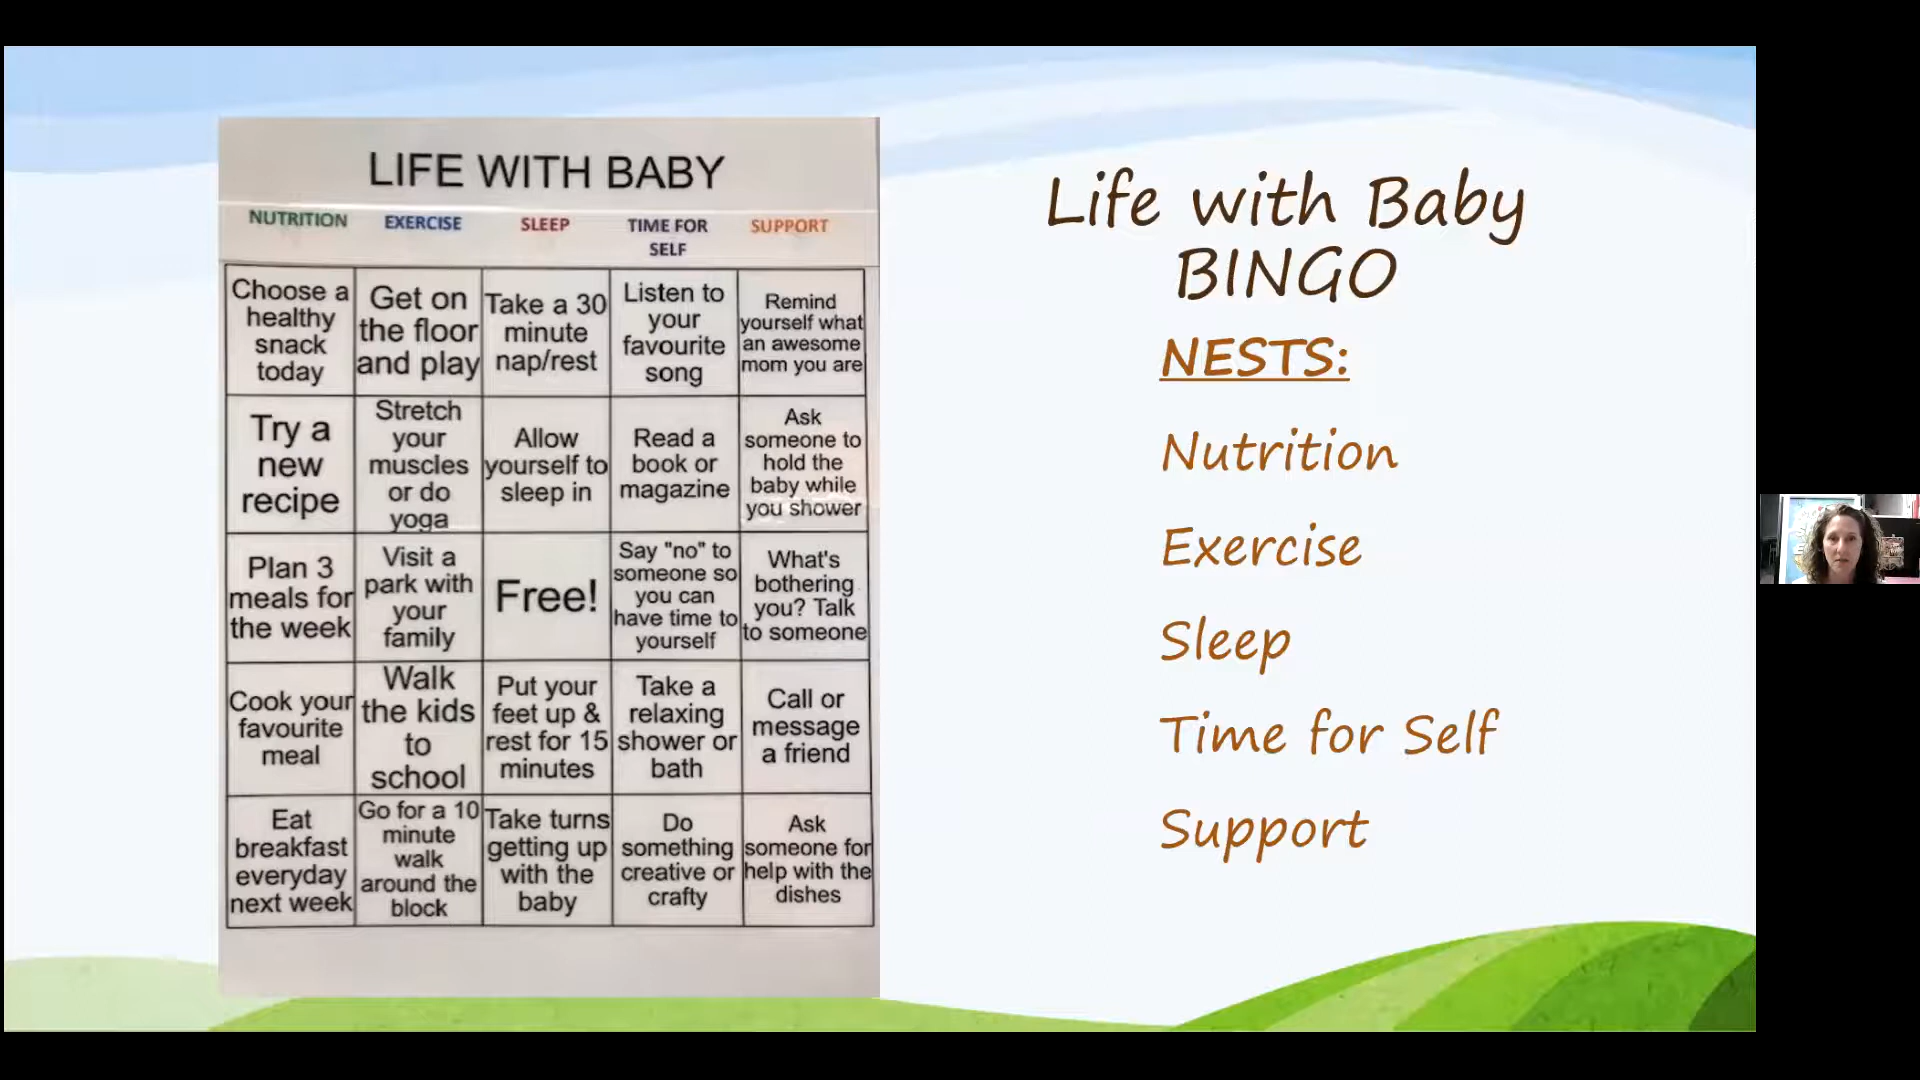 LIFE WITH BABY
NUTRITION
EXERCISE
SLEEP
TIME FOR
SELF
SUPPORT
Choose a
healthy
snack
today
Get on
the floor
and play
Take a 30
minute
nap/rest
Listen to
your
favourite
song
Remind
yourself what
an awesome
mom you are
Try a
new
recipe
Stretch
your
muscles
or do
yoga
Allow
yourself to
sleep in
Read a
book or
magazine
Ask
someone to
hold the
baby while
you shower
Plan 3
meals for
the week
Visit a
park with
your
family
Free!
Say "no" to
someone so
you can
have time to
yourself
What's
bothering
you? Talk
to someone
Cook your
favourite
meal
Walk
the kids
to
school
Put your
feet up &
rest for 15
minutes
Take a
relaxing
shower or
bath
Call or
message
a friend
Eat
breakfast
everyday
next week
Go for a 10
minute
walk
around the
block
Take turns
getting up
with the
baby
Do
something
creative or
crafty
Ask
someone for
help with the
dishes
Life with Baby
BINGO
NESTS:
Nutrition
Exercise
Sleep
Time for Self
Support